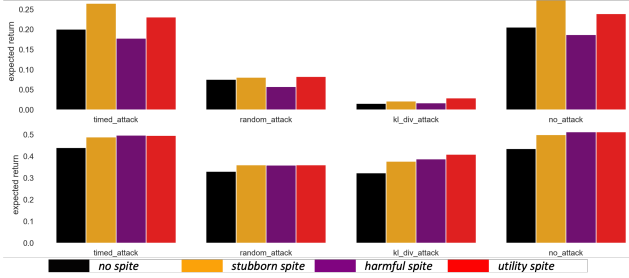 expected return
0.25
0.20
0.15
0.10
0.05
0.00
timed_attack random_attack kl_div_attack no_attack
expected return
0.5
0.4
0.3
0.2
0.1
0.0
timed_attack random_attack kl_div_attack no_attack
no spite stubborn spite harmful spite utility spite